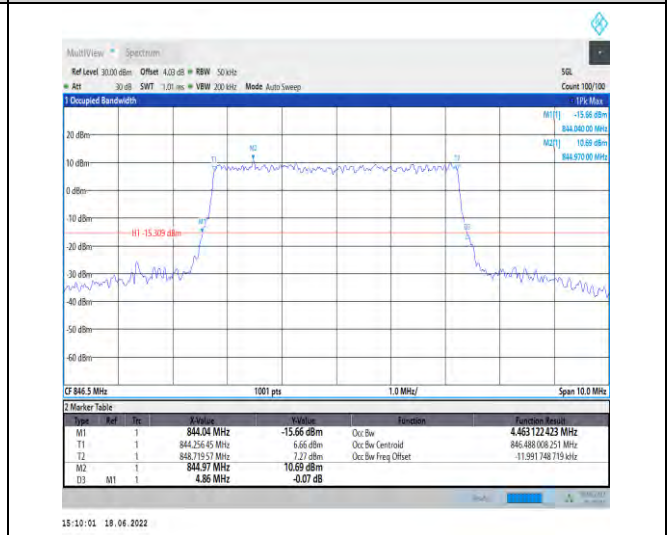 MultiView Spectrum
Ref Level 30.00 dBm Offset 4.03 dB RBW 50 kHz SGL
Att 30 dB SWT 1.01 ms VBW 200 kHz Mode Auto Sweep Count 100/100
1 Occupied Bandwidth 1Pk Max
M1[1] -15.66 dBm
844.040 00 MHz
M2[1] 10.69 dBm
844.970 00 MHz
20 dBm
M2
10 dBm
T1 T2
0 dBm
-10 dBm
M1
H1 -15.309 dBm
-20 dBm
-30 dBm
-40 dBm
-50 dBm
-60 dBm
CF 846.5 MHz 1001 pts 1.0 MHz/ Span 10.0 MHz
2 Marker Table
Type Ref Trc X-Value Y-Value Function Function Result
M1 1 844.04 MHz -15.66 dBm Occ Bw 4.463 122 423 MHz
T1 1 844.256 45 MHz 6.66 dBm Occ Bw Centroid 846.488 008 251 MHz
T2 1 848.719 57 MHz 7.27 dBm Occ Bw Freq Offset -11.991 748 719 kHz
M2 1 844.97 MHz 10.69 dBm
D3 M1 1 4.86 MHz -0.07 dB
15:10:01 18.06.2022